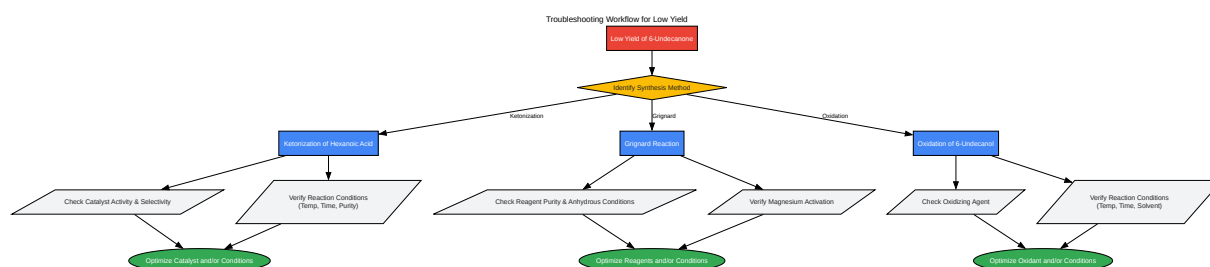 Troubleshooting Workflow for Low Yield
Low Yield of 6-Undecanone
Identify Synthesis Method
Ketonization
Grignard
Oxidation
Ketonization of Hexanoic Acid
Grignard Reaction
Oxidation of 6-Undecanol
Check Catalyst Activity & Selectivity
Verify Reaction Conditions
(Temp, Time, Purity)
Check Reagent Purity & Anhydrous Conditions
Verify Magnesium Activation
Check Oxidizing Agent
Verify Reaction Conditions
(Temp, Time, Solvent)
Optimize Catalyst and/or Conditions
Optimize Reagents and/or Conditions
Optimize Oxidant and/or Conditions